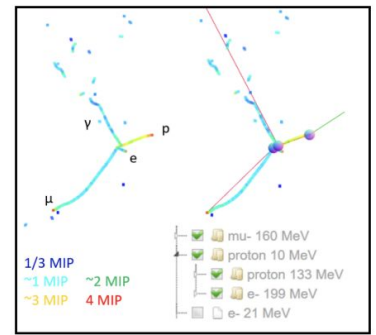 γ
p
e
μ
1/3 MIP
~1 MIP ~2 MIP
~3 MIP 4 MIP
mu- 160 MeV
proton 10 MeV
proton 133 MeV
e- 199 MeV
e- 21 MeV